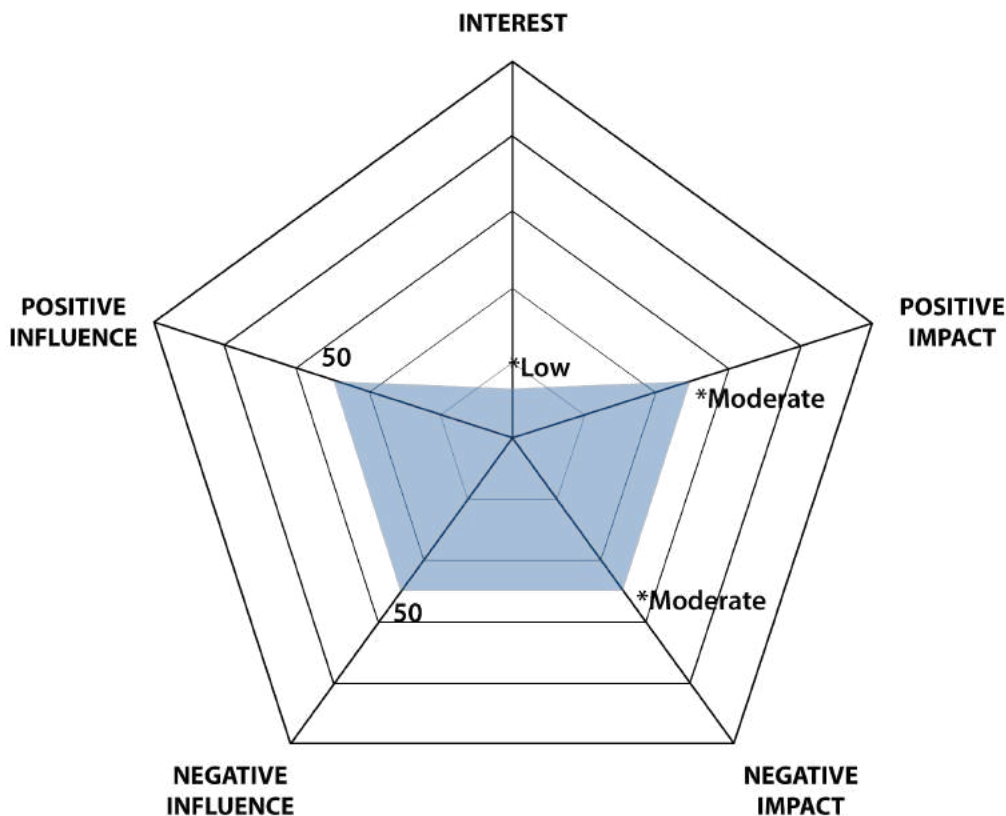 INTEREST
POSITIVE
INFLUENCE
POSITIVE
IMPACT
50
*Low
*Moderate
*Moderate
50
NEGATIVE
INFLUENCE
NEGATIVE
IMPACT